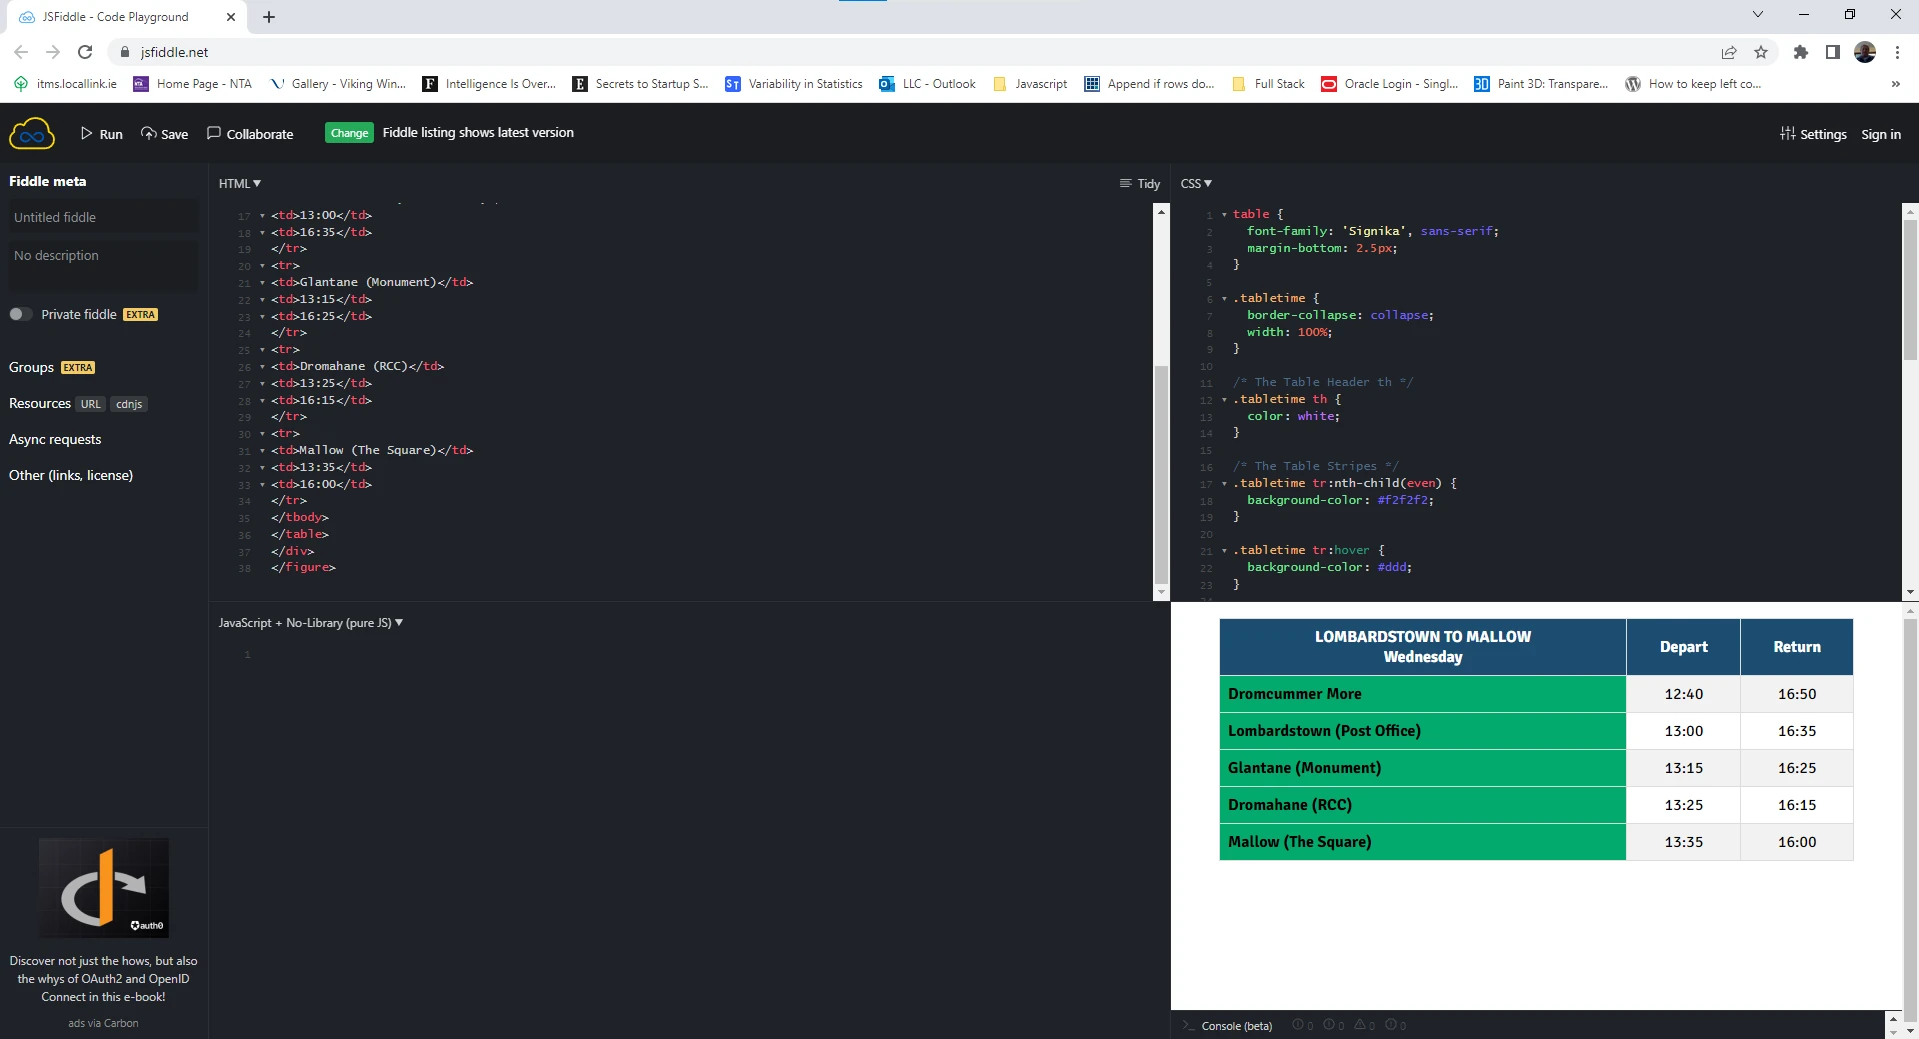 JSFiddle - Code Playground
jsfiddle.net
itms.locallink.ie
Home Page - NTA
Gallery - Viking Win...
Intelligence Is Over...
Secrets to Startup S...
Variability in Statistics
LLC - Outlook
Javascript
Append if rows do...
Full Stack
Oracle Login - Singl...
Paint 3D: Transpare...
How to keep left co...
»
Run
Save
Collaborate
Change
Fiddle listing shows latest version
Settings
Sign in
Fiddle meta
Untitled fiddle
No description
Private fiddle EXTRA
Groups EXTRA
Resources URL cdnjs
Async requests
Other (links, license)
auth0
Discover not just the hows, but also
the whys of OAuth2 and OpenID
Connect in this e-book!
ads via Carbon
HTML ▼
Tidy
17 <td>13:00</td>
18 <td>16:35</td>
19 </tr>
20 <tr>
21 <td>Glantane (Monument)</td>
22 <td>13:15</td>
23 <td>16:25</td>
24 </tr>
25 <tr>
26 <td>Dromahane (RCC)</td>
27 <td>13:25</td>
28 <td>16:15</td>
29 </tr>
30 <tr>
31 <td>Mallow (The Square)</td>
32 <td>13:35</td>
33 <td>16:00</td>
34 </tr>
35 </tbody>
36 </table>
37 </div>
38 </figure>
CSS ▼
1 table {
2 font-family: 'Signika', sans-serif;
3 margin-bottom: 2.5px;
4 }
5
6 .tabletime {
7 border-collapse: collapse;
8 width: 100%;
9 }
10
11 /* The Table Header th */
12 .tabletime th {
13 color: white;
14 }
15
16 /* The Table Stripes */
17 .tabletime tr:nth-child(even) {
18 background-color: #f2f2f2;
19 }
20
21 .tabletime tr:hover {
22 background-color: #ddd;
23 }
JavaScript + No-Library (pure JS) ▼
1
LOMBARDSTOWN TO MALLOW
Wednesday
Depart
Return
Dromcummer More 12:40 16:50
Lombardstown (Post Office) 13:00 16:35
Glantane (Monument) 13:15 16:25
Dromahane (RCC) 13:25 16:15
Mallow (The Square) 13:35 16:00
>_ Console (beta) 0 0 0 0